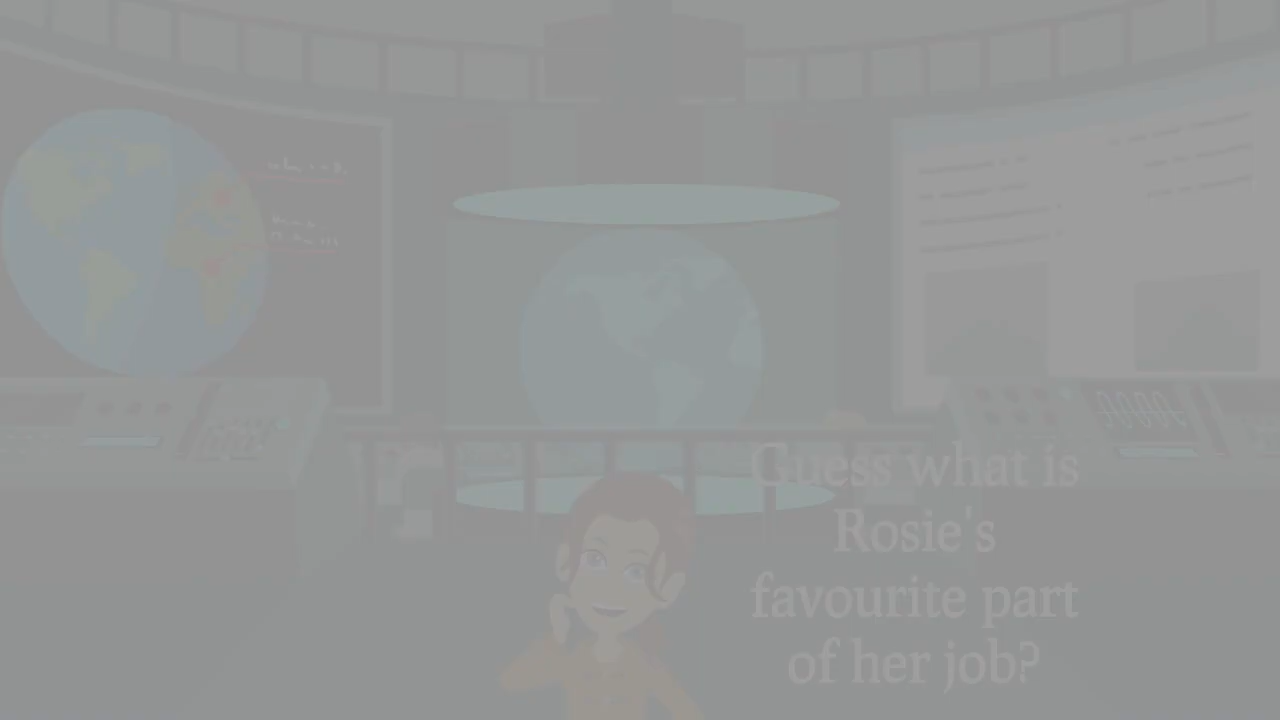 Guess what is
Rosie's
favourite part
of her job?